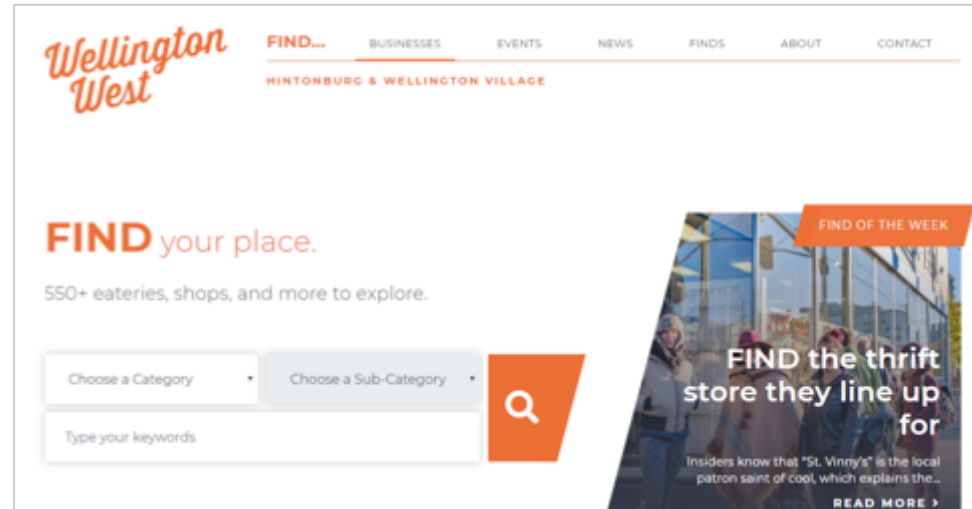 Wellington
West
FIND... BUSINESSES EVENTS NEWS FINDS ABOUT CONTACT
HINTONBURG & WELLINGTON VILLAGE
FIND your place.
550+ eateries, shops, and more to explore.
Choose a Category Choose a Sub-Category
Type your keywords
FIND OF THE WEEK
FIND the thrift
store they line up
for
Insiders know that "St. Vinny's" is the local
patron saint of cool, which explains the...
READ MORE >